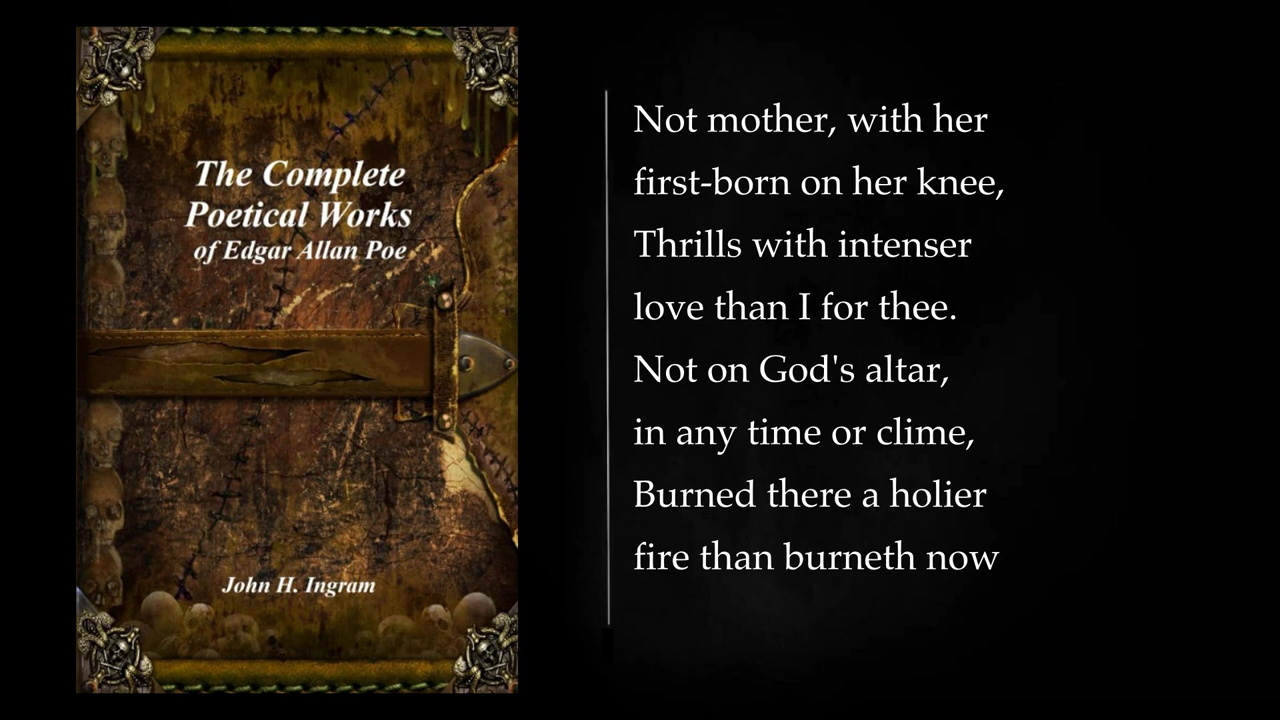 The Complete
Poetical Works
of Edgar Allan Poe
John H. Ingram
Not mother, with her
first-born on her knee,
Thrills with intenser
love than I for thee.
Not on God's altar,
in any time or clime,
Burned there a holier
fire than burneth now